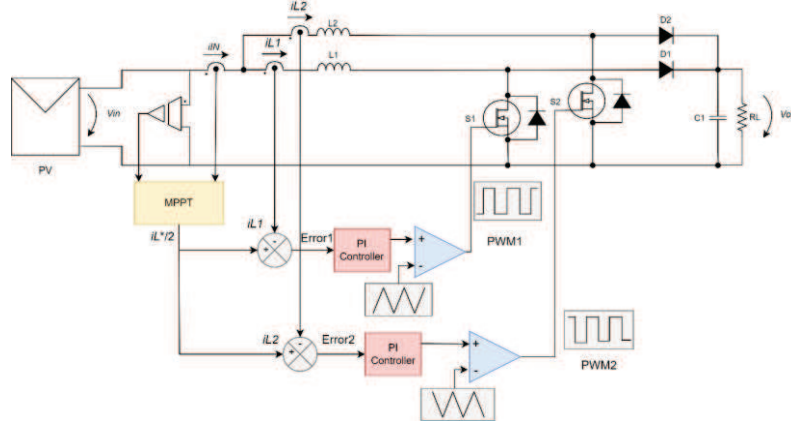 iL2
L2
D2
iIN
iL1
L1
D1
Vin
S1
S2
C1
RL
Vo
PV
MPPT
iL*/2
iL1
Error1
PI
Controller
+
-
+
-
PWM1
iL2
Error2
PI
Controller
+
-
+
-
PWM2